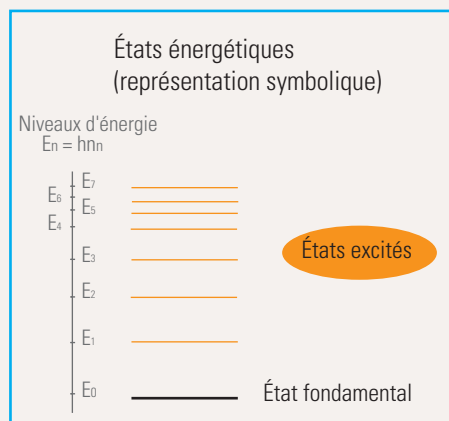 États énergétiques
(représentation symbolique)
Niveaux d'énergie
En = hnn
E7
E6
E5
E4
E3
États excités
E2
E1
E0
État fondamental